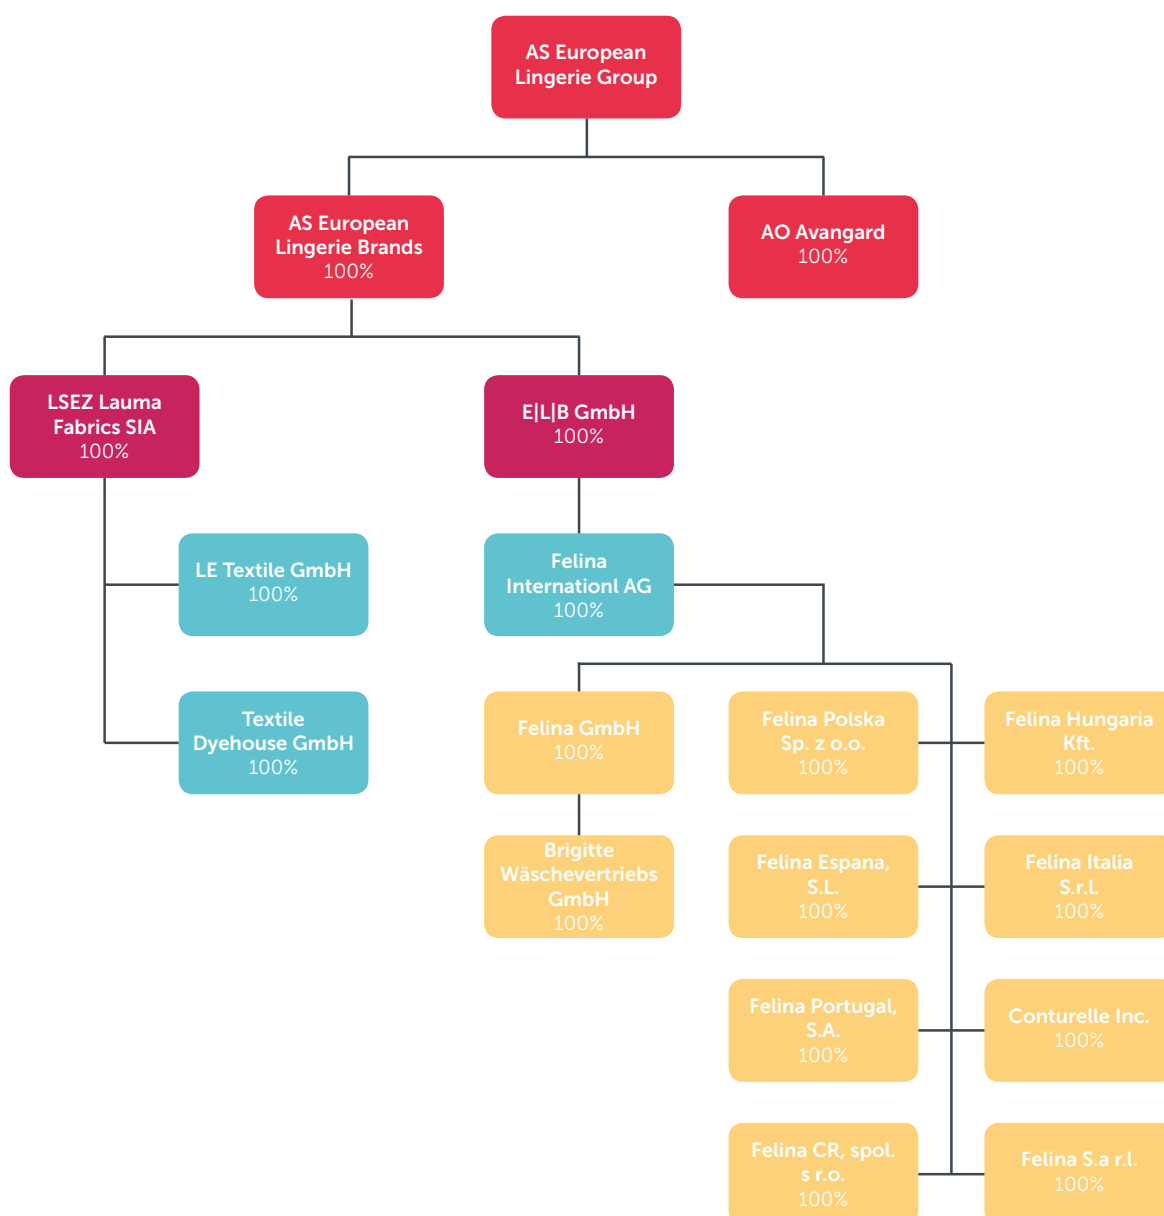 AS European
Lingerie Group
AS European
Lingerie Brands
100%
AO Avangard
100%
LSEZ Lauma
Fabrics SIA
100%
E|L|B GmbH
100%
LE Textile GmbH
100%
Felina
Internationl AG
100%
Textile
Dyehouse GmbH
100%
Felina GmbH
100%
Felina Polska
Sp. z o.o.
100%
Felina Hungaria
Kft.
100%
Brigitte
Wäschevertriebs
GmbH
100%
Felina Espana,
S.L.
100%
Felina Italia
S.r.l.
100%
Felina Portugal,
S.A.
100%
Conturelle Inc.
100%
Felina CR, spol.
s r.o.
100%
Felina S.a r.l.
100%